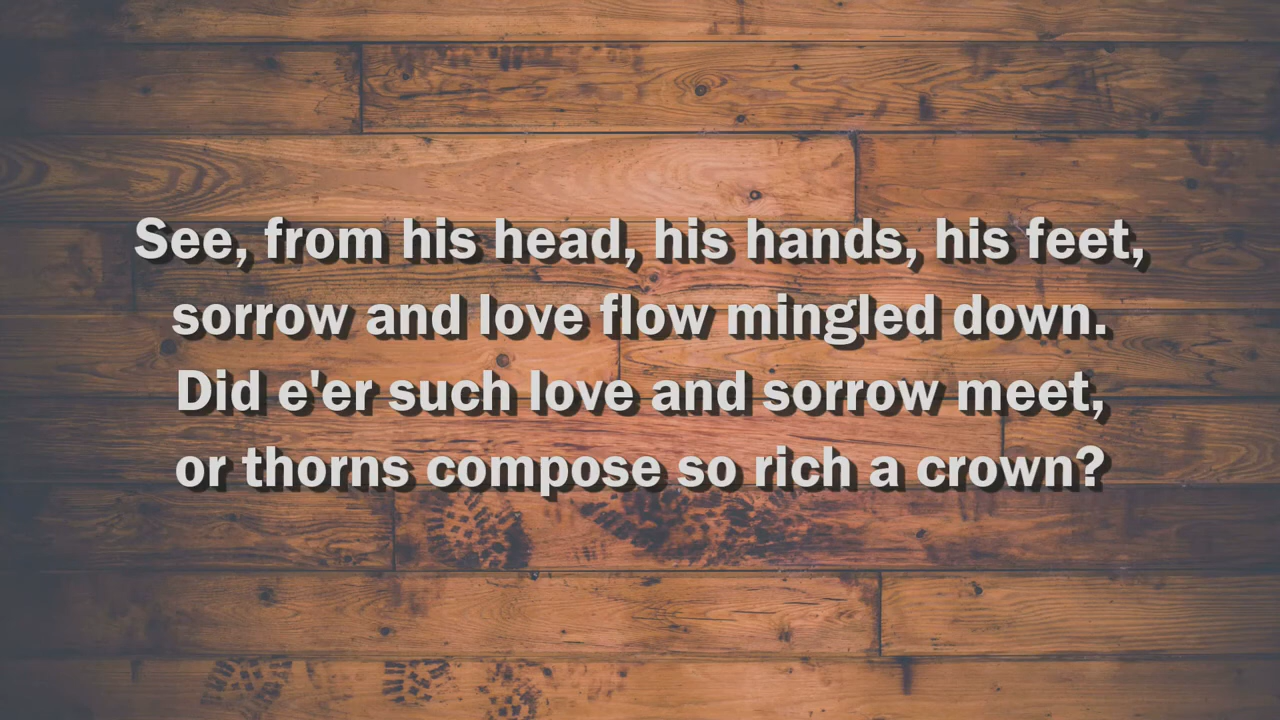 See, from his head, his hands, his feet,
sorrow and love flow mingled down.
Did e'er such love and sorrow meet,
or thorns compose so rich a crown?